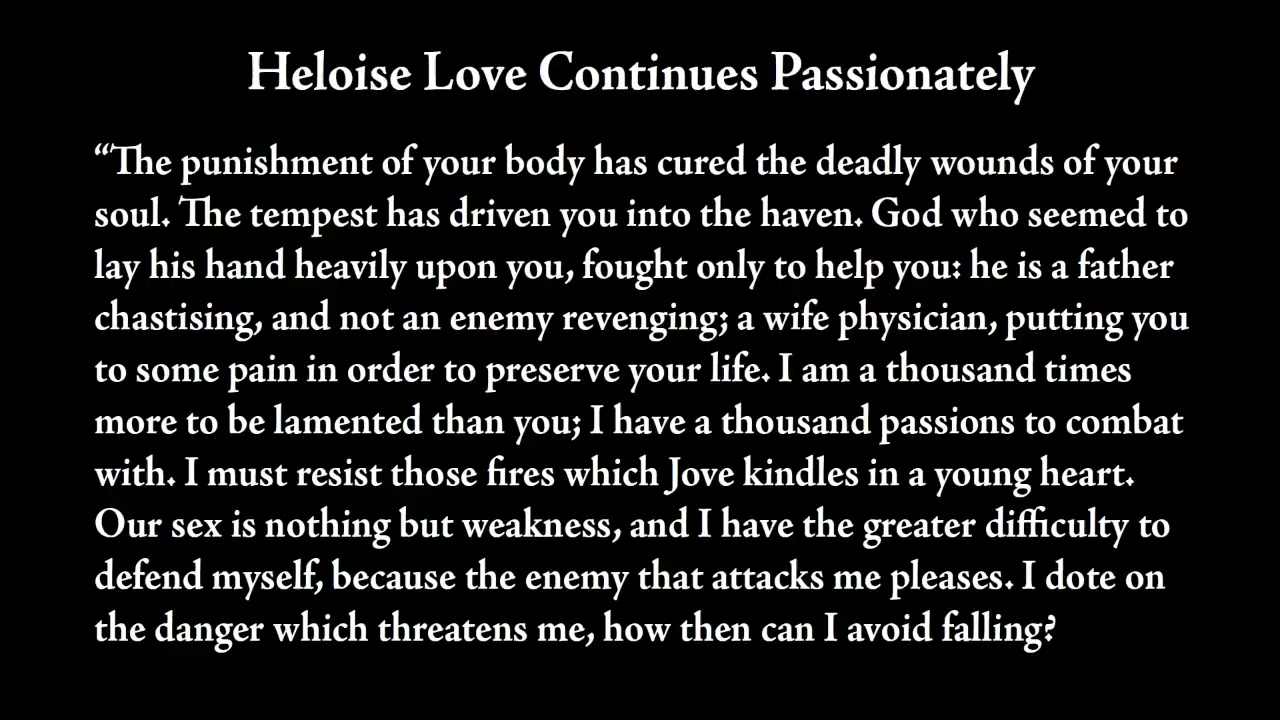 Heloise Love Continues Passionately
“The punishment of your body has cured the deadly wounds of your
soul. The tempest has driven you into the haven. God who seemed to
lay his hand heavily upon you, fought only to help you: he is a father
chastising, and not an enemy revenging; a wife physician, putting you
to some pain in order to preserve your life. I am a thousand times
more to be lamented than you; I have a thousand passions to combat
with. I must resist those fires which Jove kindles in a young heart.
Our sex is nothing but weakness, and I have the greater difficulty to
defend myself, because the enemy that attacks me pleases. I dote on
the danger which threatens me, how then can I avoid falling?